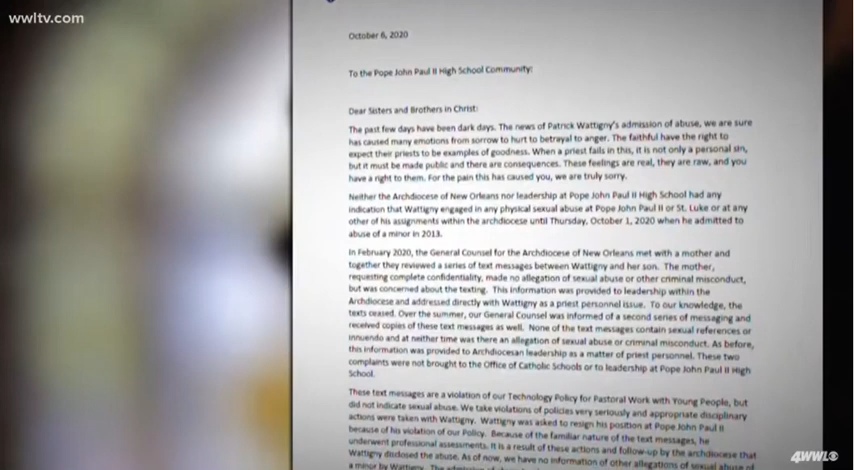 wwltv.com
October 6, 2020
To the Pope John Paul II High School Community:
Dear Sisters and Brothers in Christ:
The past few days have been dark days. The news of Patrick Wattigny's admission of abuse, we are sure
has caused many emotions from sorrow to hurt to betrayal to anger. The faithful have the right to
expect their priests to be examples of goodness. When a priest fails in this, it is not only a personal sin,
but it must be made public and there are consequences. These feelings are real, they are raw, and you
have a right to them. For the pain this has caused you, we are truly sorry.
Neither the Archdiocese of New Orleans nor leadership at Pope John Paul II High School had any
indication that Wattigny engaged in any physical sexual abuse at Pope John Paul II or St. Luke or at any
other of his assignments within the archdiocese until Thursday, October 1, 2020 when he admitted to
abuse of a minor in 2013.
In February 2020, the General Counsel for the Archdiocese of New Orleans met with a mother and
together they reviewed a series of text messages between Wattigny and her son. The mother,
requesting complete confidentiality, made no allegation of sexual abuse or other criminal misconduct,
but was concerned about the texting. This information was provided to leadership within the
Archdiocese and addressed directly with Wattigny as a priest personnel issue. To our knowledge, the
texts ceased. Over the summer, our General Counsel was informed of a second series of messaging and
received copies of these text messages as well. None of the text messages contain sexual references or
innuendo and at neither time was there an allegation of sexual abuse or criminal misconduct. As before,
this information was provided to Archdiocesan leadership as a matter of priest personnel. These two
complaints were not brought to the Office of Catholic Schools or to leadership at Pope John Paul II High
School.
These text messages are a violation of our Technology Policy for Pastoral Work with Young People, but
did not indicate sexual abuse. We take violations of policies very seriously and appropriate disciplinary
actions were taken with Wattigny. Wattigny was asked to resign his position at Pope John Paul II
because of his violation of our Policy. Because of the familiar nature of the text messages, he
underwent professional assessments. It is a result of these actions and follow-up by the archdiocese that
Wattigny disclosed the abuse. As of now, we have no information of other allegations of sexual abuse of
a minor by Wattigny. The admission of
4WWL